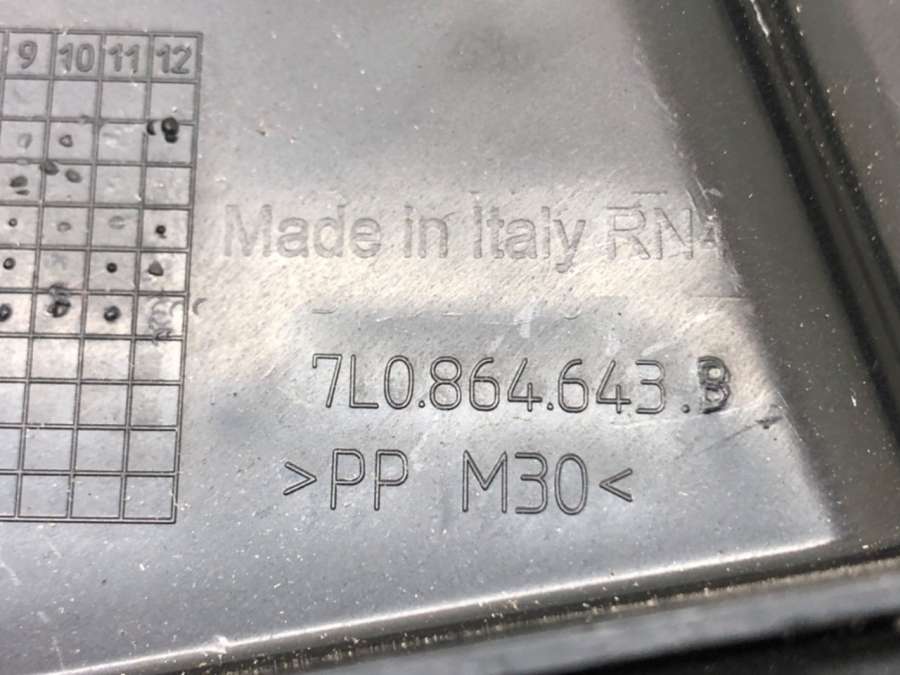 9 10 11 12
Made in Italy RN
7L0.864.643.B
>PP M30<